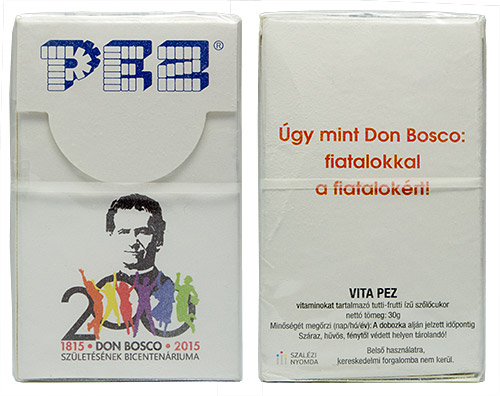 PEZ®
200
1815 • DON BOSCO • 2015
SZÜLETÉSÉNEK BICENTENÁRIUMA
Úgy mint Don Bosco:
fiatalokkal
a fiatalokért!
VITA PEZ
vitaminokat tartalmazó tutti-frutti ízű szőlőcukor
nettó tömeg: 30g
Minőségét megőrzi (nap/hó/év): A dobozka alján jelzett időpontig
Száraz, hűvös, fénytől védett helyen tárolandó!
SZALÉZI
NYOMDA
Belső használatra,
kereskedelmi forgalomba nem kerül.